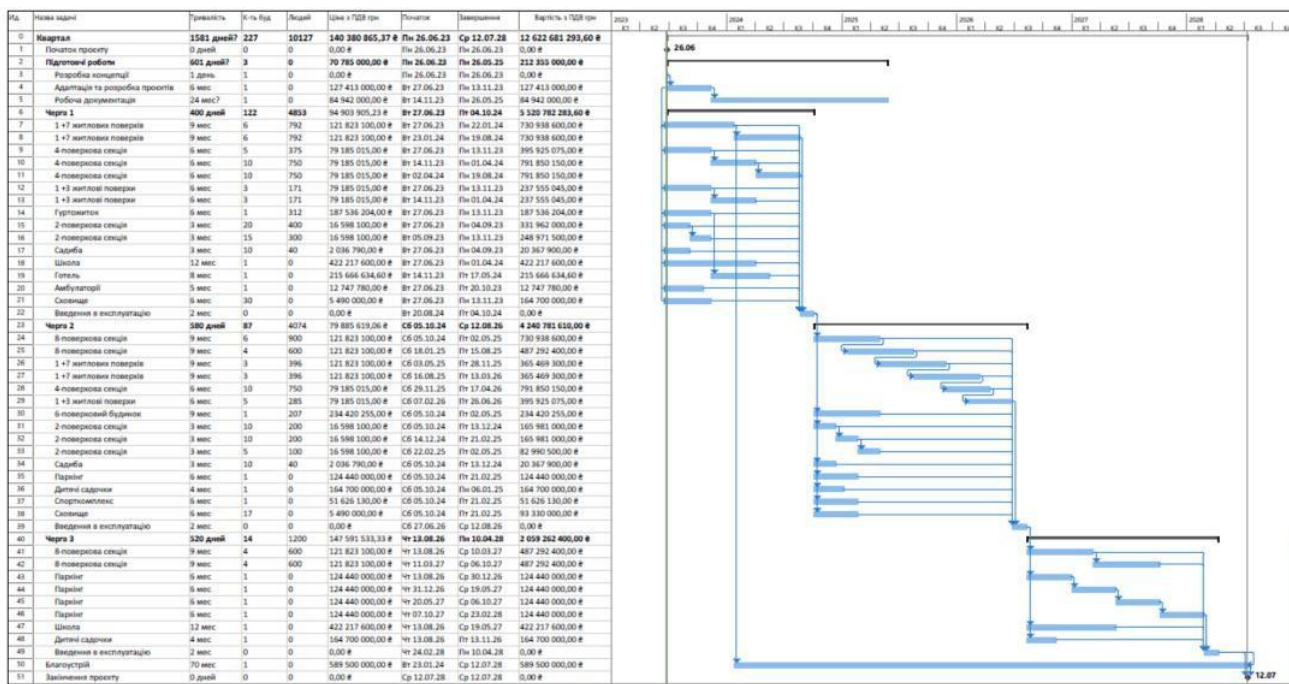 Ид. Назва задачі Тривалість К-ть буд Людей Ціна з ПДВ грн Початок Завершення Вартість з ПДВ грн 2023 2024 2025 2026 2027 2028
К1 К2 К3 К1 К2 К3 К1 К2 К3 К1 К2 К3 К1 К2 К3 К1 К2 К3
0 Квартал 1581 дней? 227 10127 140 380 865,37 ₴ Пн 26.06.23 Ср 12.07.28 12 622 681 293,60 ₴
1 Початок проєкту 0 дней 0 0 0,00 ₴ Пн 26.06.23 Пн 26.06.23 0,00 ₴ 26.06
2 Підготовчі роботи 601 дней? 3 0 70 785 000,00 ₴ Пн 26.06.23 Пн 26.05.25 212 355 000,00 ₴
3 Розробка концепції 1 день 1 0 0,00 ₴ Пн 26.06.23 Пн 26.06.23 0,00 ₴
4 Адаптація та розробка проєктів 6 мес 1 0 127 413 000,00 ₴ Вт 27.06.23 Пн 13.11.23 127 413 000,00 ₴
5 Робоча документація 24 мес? 1 0 84 942 000,00 ₴ Вт 14.11.23 Пн 26.05.25 84 942 000,00 ₴
6 Черга 1 400 дней 122 4853 94 903 905,23 ₴ Вт 27.06.23 Пт 04.10.24 5 520 782 283,60 ₴
7 1 +7 житлових поверхів 9 мес 6 792 121 823 100,00 ₴ Вт 27.06.23 Пн 22.01.24 730 938 600,00 ₴
8 1 +7 житлових поверхів 9 мес 6 792 121 823 100,00 ₴ Вт 23.01.24 Пн 19.08.24 730 938 600,00 ₴
9 4-поверкова секція 6 мес 5 375 79 185 015,00 ₴ Вт 27.06.23 Пн 13.11.23 395 925 075,00 ₴
10 4-поверкова секція 6 мес 10 750 79 185 015,00 ₴ Вт 14.11.23 Пн 01.04.24 791 850 150,00 ₴
11 4-поверкова секція 6 мес 10 750 79 185 015,00 ₴ Вт 02.04.24 Пн 19.08.24 791 850 150,00 ₴
12 1 +3 житлові поверхи 6 мес 3 171 79 185 015,00 ₴ Вт 27.06.23 Пн 13.11.23 237 555 045,00 ₴
13 1 +3 житлові поверхи 6 мес 3 171 79 185 015,00 ₴ Вт 14.11.23 Пн 01.04.24 237 555 045,00 ₴
14 Гуртожиток 6 мес 1 312 187 536 204,00 ₴ Вт 27.06.23 Пн 13.11.23 187 536 204,00 ₴
15 2-поверкова секція 3 мес 20 400 16 598 100,00 ₴ Вт 27.06.23 Пн 04.09.23 331 962 000,00 ₴
16 2-поверкова секція 3 мес 15 300 16 598 100,00 ₴ Вт 05.09.23 Пн 13.11.23 248 971 500,00 ₴
17 Садиба 3 мес 10 40 2 036 790,00 ₴ Вт 27.06.23 Пн 04.09.23 20 367 900,00 ₴
18 Школа 12 мес 1 0 422 217 600,00 ₴ Вт 27.06.23 Пн 01.04.24 422 217 600,00 ₴
19 Готель 8 мес 1 0 215 666 634,60 ₴ Вт 14.11.23 Пт 17.05.24 215 666 634,60 ₴
20 Амбулаторії 5 мес 1 0 12 747 780,00 ₴ Вт 27.06.23 Пт 20.10.23 12 747 780,00 ₴
21 Сховище 6 мес 30 0 5 490 000,00 ₴ Вт 27.06.23 Пн 13.11.23 164 700 000,00 ₴
22 Введення в експлуатацію 2 мес 0 0 0,00 ₴ Вт 20.08.24 Пт 04.10.24 0,00 ₴
23 Черга 2 580 дней 87 4074 79 885 619,06 ₴ Сб 05.10.24 Ср 12.08.26 4 240 781 610,00 ₴
24 8-поверкова секція 9 мес 6 900 121 823 100,00 ₴ Сб 05.10.24 Пт 02.05.25 730 938 600,00 ₴
25 8-поверкова секція 9 мес 4 600 121 823 100,00 ₴ Сб 18.01.25 Пт 15.08.25 487 292 400,00 ₴
26 1 +7 житлових поверхів 9 мес 3 396 121 823 100,00 ₴ Сб 03.05.25 Пт 28.11.25 365 469 300,00 ₴
27 1 +7 житлових поверхів 9 мес 3 396 121 823 100,00 ₴ Сб 16.08.25 Пт 13.03.26 365 469 300,00 ₴
28 4-поверкова секція 6 мес 10 750 79 185 015,00 ₴ Сб 29.11.25 Пт 17.04.26 791 850 150,00 ₴
29 1 +3 житлові поверхи 6 мес 5 285 79 185 015,00 ₴ Сб 07.02.26 Пт 26.06.26 395 925 075,00 ₴
30 6-поверковий будинок 9 мес 1 207 234 420 255,00 ₴ Сб 05.10.24 Пт 02.05.25 234 420 255,00 ₴
31 2-поверкова секція 3 мес 10 200 16 598 100,00 ₴ Сб 05.10.24 Пт 13.12.24 165 981 000,00 ₴
32 2-поверкова секція 3 мес 10 200 16 598 100,00 ₴ Сб 14.12.24 Пт 21.02.25 165 981 000,00 ₴
33 2-поверкова секція 3 мес 5 100 16 598 100,00 ₴ Сб 22.02.25 Пт 02.05.25 82 990 500,00 ₴
34 Садиба 3 мес 10 40 2 036 790,00 ₴ Сб 05.10.24 Пт 13.12.24 20 367 900,00 ₴
35 Паркінг 6 мес 1 0 124 440 000,00 ₴ Сб 05.10.24 Пт 21.02.25 124 440 000,00 ₴
36 Дитячі садочки 4 мес 1 0 164 700 000,00 ₴ Сб 05.10.24 Пн 06.01.25 164 700 000,00 ₴
37 Спорткомплекс 6 мес 1 0 51 626 130,00 ₴ Сб 05.10.24 Пт 21.02.25 51 626 130,00 ₴
38 Сховище 6 мес 17 0 5 490 000,00 ₴ Сб 05.10.24 Пт 21.02.25 93 330 000,00 ₴
39 Введення в експлуатацію 2 мес 0 0 0,00 ₴ Сб 27.06.26 Ср 12.08.26 0,00 ₴
40 Черга 3 520 дней 14 1200 147 591 533,33 ₴ Чт 13.08.26 Пн 10.04.28 2 059 262 400,00 ₴
41 8-поверкова секція 9 мес 4 600 121 823 100,00 ₴ Чт 13.08.26 Ср 10.03.27 487 292 400,00 ₴
42 8-поверкова секція 9 мес 4 600 121 823 100,00 ₴ Чт 11.03.27 Ср 06.10.27 487 292 400,00 ₴
43 Паркінг 6 мес 1 0 124 440 000,00 ₴ Чт 13.08.26 Ср 30.12.26 124 440 000,00 ₴
44 Паркінг 6 мес 1 0 124 440 000,00 ₴ Чт 31.12.26 Ср 19.05.27 124 440 000,00 ₴
45 Паркінг 6 мес 1 0 124 440 000,00 ₴ Чт 20.05.27 Ср 06.10.27 124 440 000,00 ₴
46 Паркінг 6 мес 1 0 124 440 000,00 ₴ Чт 07.10.27 Ср 23.02.28 124 440 000,00 ₴
47 Школа 12 мес 1 0 422 217 600,00 ₴ Чт 13.08.26 Ср 19.05.27 422 217 600,00 ₴
48 Дитячі садочки 4 мес 1 0 164 700 000,00 ₴ Чт 13.08.26 Пт 13.11.26 164 700 000,00 ₴
49 Введення в експлуатацію 2 мес 0 0 0,00 ₴ Чт 24.02.28 Пн 10.04.28 0,00 ₴
50 Благоустрій 70 мес 1 0 589 500 000,00 ₴ Вт 23.01.24 Ср 12.07.28 589 500 000,00 ₴
51 Закінчення проєкту 0 дней 0 0 0,00 ₴ Ср 12.07.28 Ср 12.07.28 0,00 ₴ 12.07